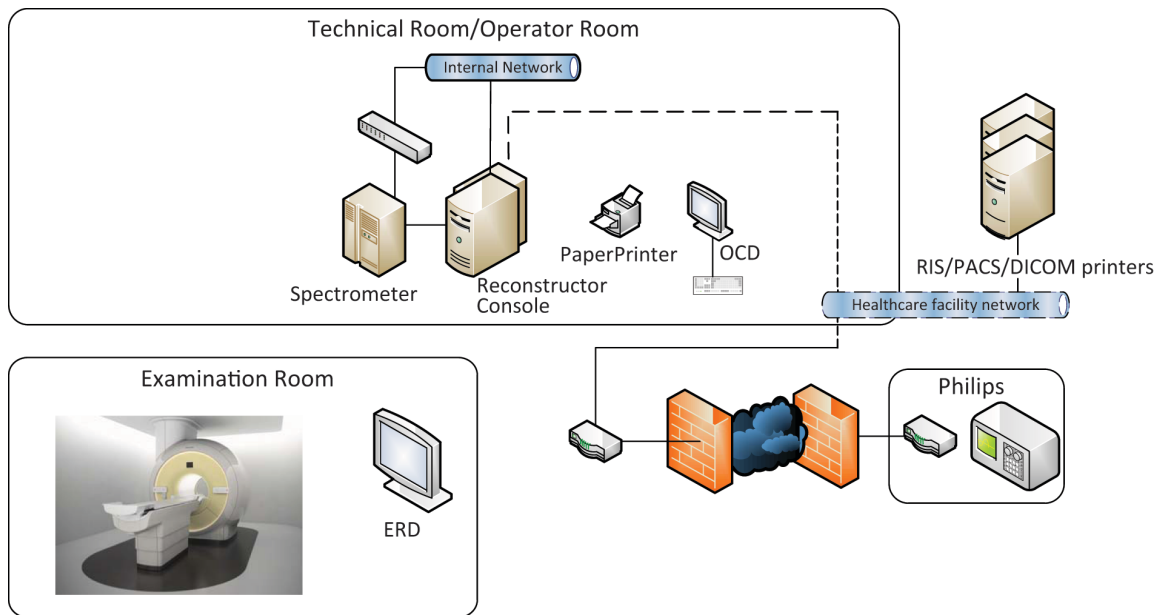 Technical Room/Operator Room
Internal Network
Spectrometer
Reconstructor
Console
PaperPrinter
OCD
RIS/PACS/DICOM printers
Healthcare facility network
Examination Room
ERD
Philips